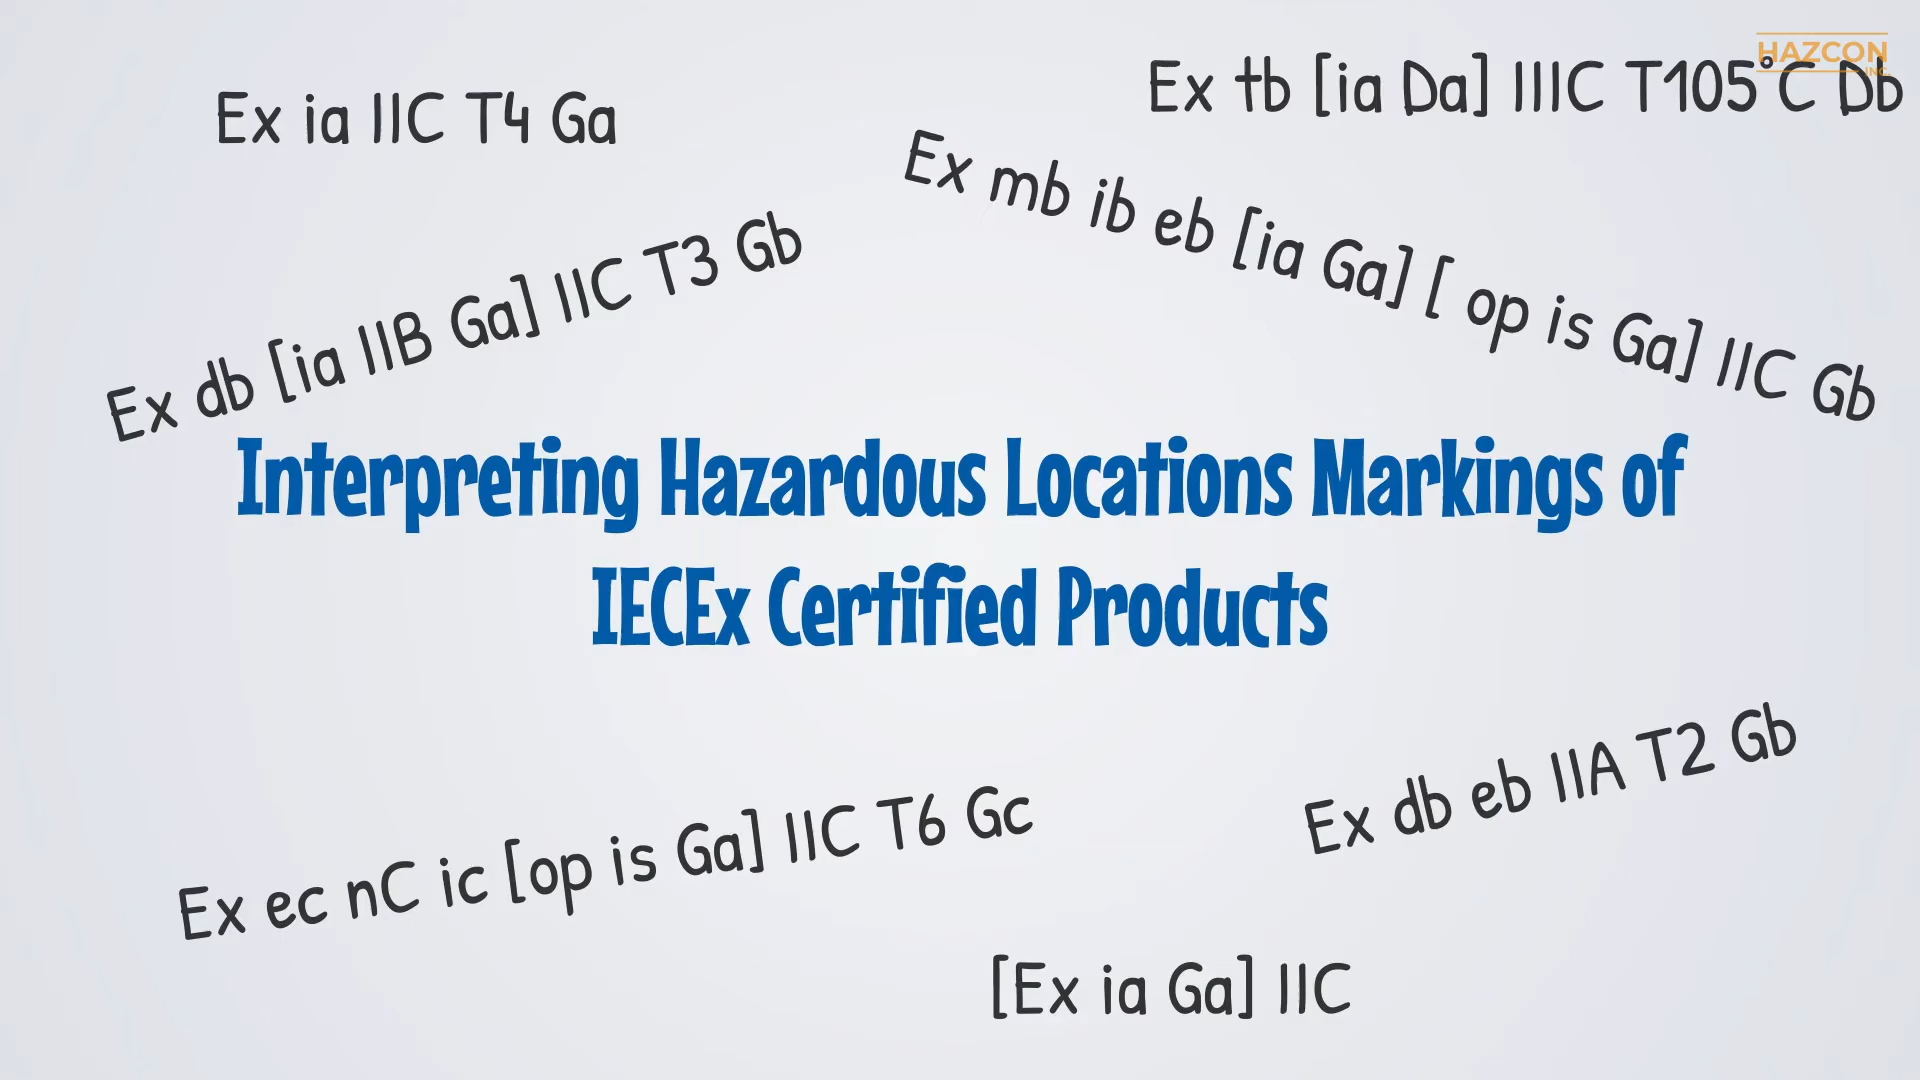 HAZCON
INC
Ex ia IIC T4 Ga
Ex tb [ia Da] IIIC T105°C Db
Ex mb ib eb [ia Ga] [ op is Ga] IIC Gb
Ex db [ia IIB Ga] IIC T3 Gb
Interpreting Hazardous Locations Markings of
IECEx Certified Products
Ex db eb IIA T2 Gb
Ex ec nC ic [op is Ga] IIC T6 Gc
[Ex ia Ga] IIC